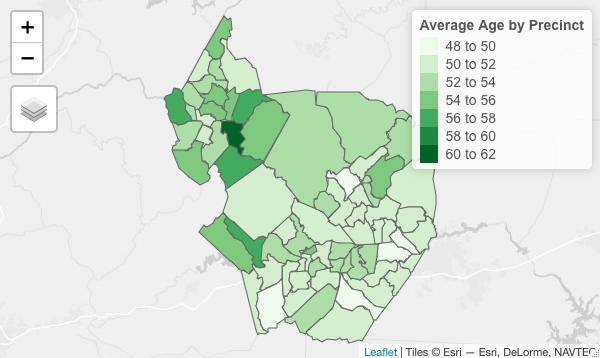 +
−
Average Age by Precinct
48 to 50
50 to 52
52 to 54
54 to 56
56 to 58
58 to 60
60 to 62
Leaflet | Tiles © Esri — Esri, DeLorme, NAVTEQ